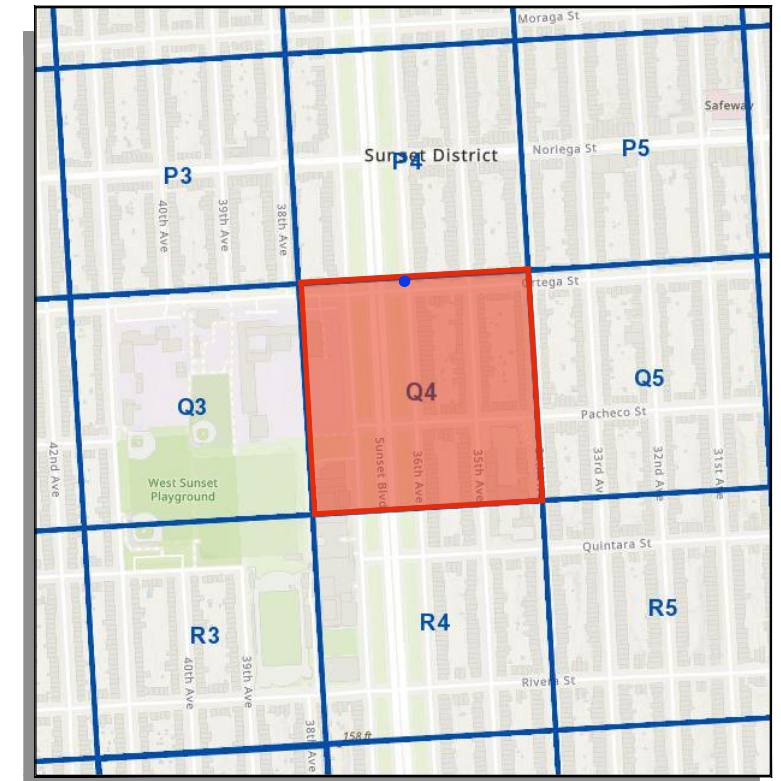 Moraga St
Safeway
Sunset District
P4
Noriega St
P5
P3
40th Ave
39th Ave
38th Ave
Ortega St
Q3
Q4
Q5
Pacheco St
42nd Ave
West Sunset
Playground
Sunset Blvd
36th Ave
35th Ave
33rd Av
32nd Ave
31st Ave
Quintara St
R3
R4
R5
40th Ave
39th Ave
Rivera St
38th Ave
158 ft